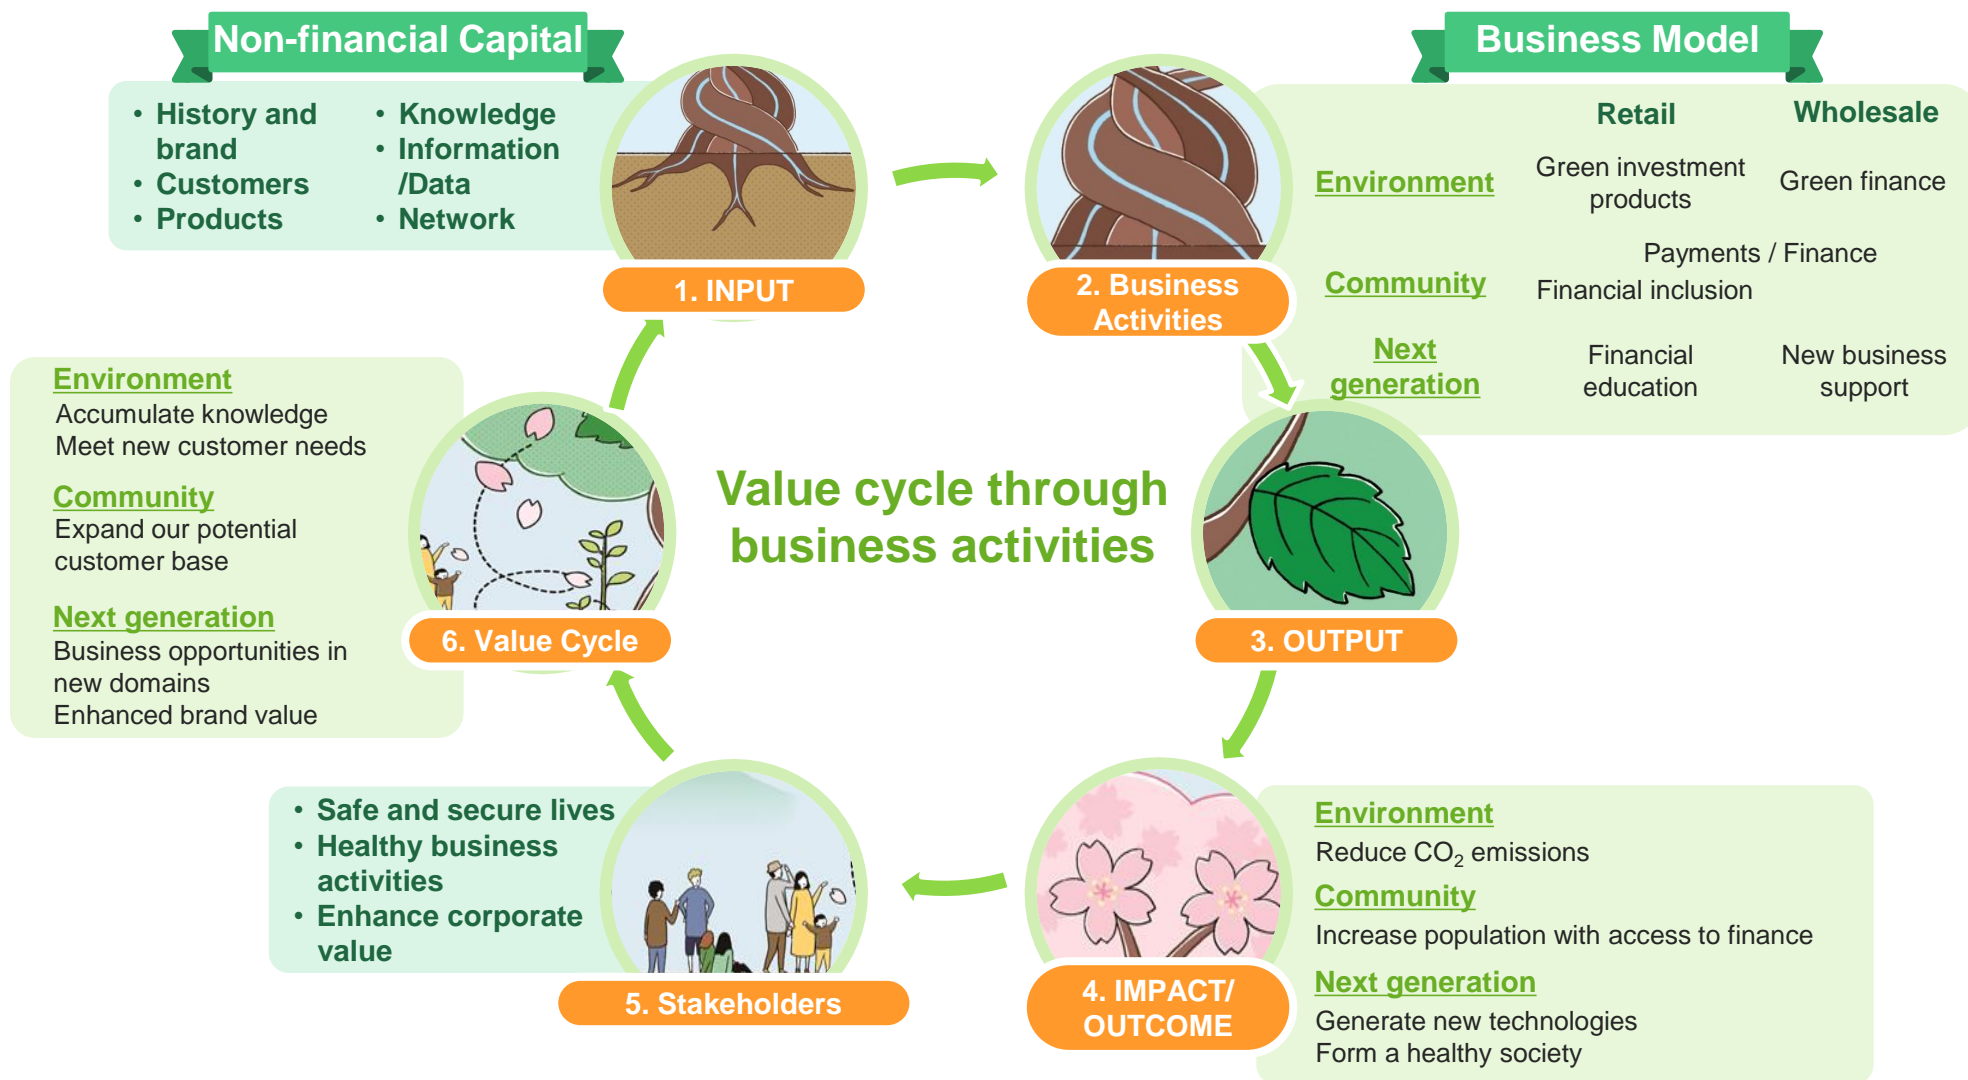 Non-financial Capital
• History and
brand
• Customers
• Products
• Knowledge
• Information
/Data
• Network
1. INPUT
2. Business
Activities
Business Model
Retail
Wholesale
Environment
Green investment
products
Green finance
Community
Payments / Finance
Financial inclusion
Next
generation
Financial
education
New business
support
Value cycle through
business activities
3. OUTPUT
4. IMPACT/
OUTCOME
Environment
Reduce CO₂ emissions
Community
Increase population with access to finance
Next generation
Generate new technologies
Form a healthy society
• Safe and secure lives
• Healthy business
activities
• Enhance corporate
value
5. Stakeholders
Environment
Accumulate knowledge
Meet new customer needs
Community
Expand our potential
customer base
Next generation
Business opportunities in
new domains
Enhanced brand value
6. Value Cycle